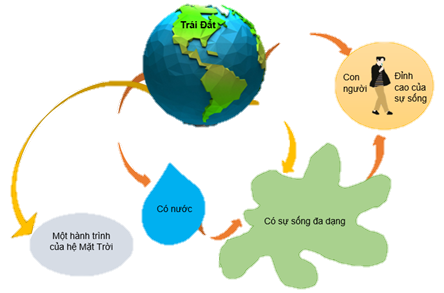 Trái Đất
Con
người
Đỉnh
cao của
sự sống
Có nước
Có sự sống đa dạng
Một hành trình
của hệ Mặt Trời